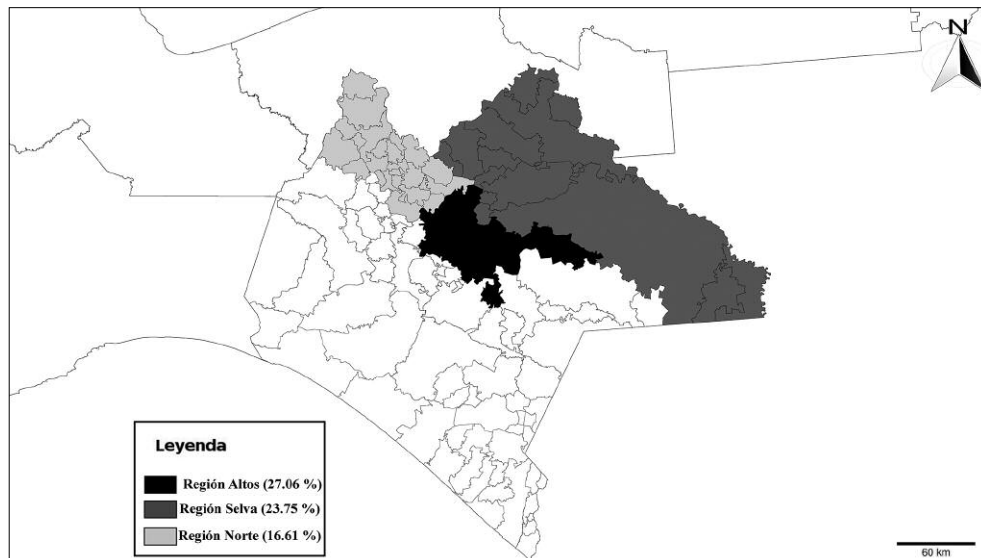 N
Leyenda
Región Altos (27.06 %)
Región Selva (23.75 %)
Región Norte (16.61 %)
60 km